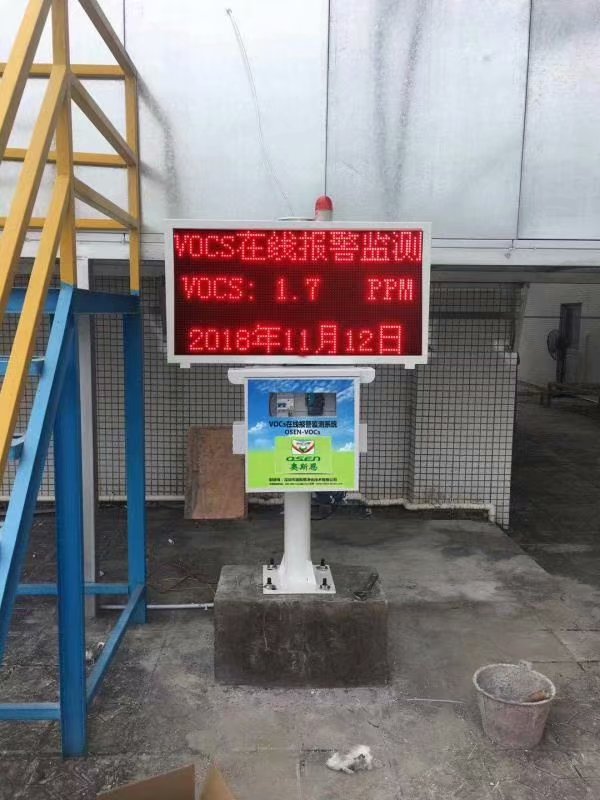 VOCS在线报警监测
VOCS: 1.7 PPM
2018年11月12日
VOCs在线报警监测系统
OSEN-VOCs
OSEN
奥斯恩